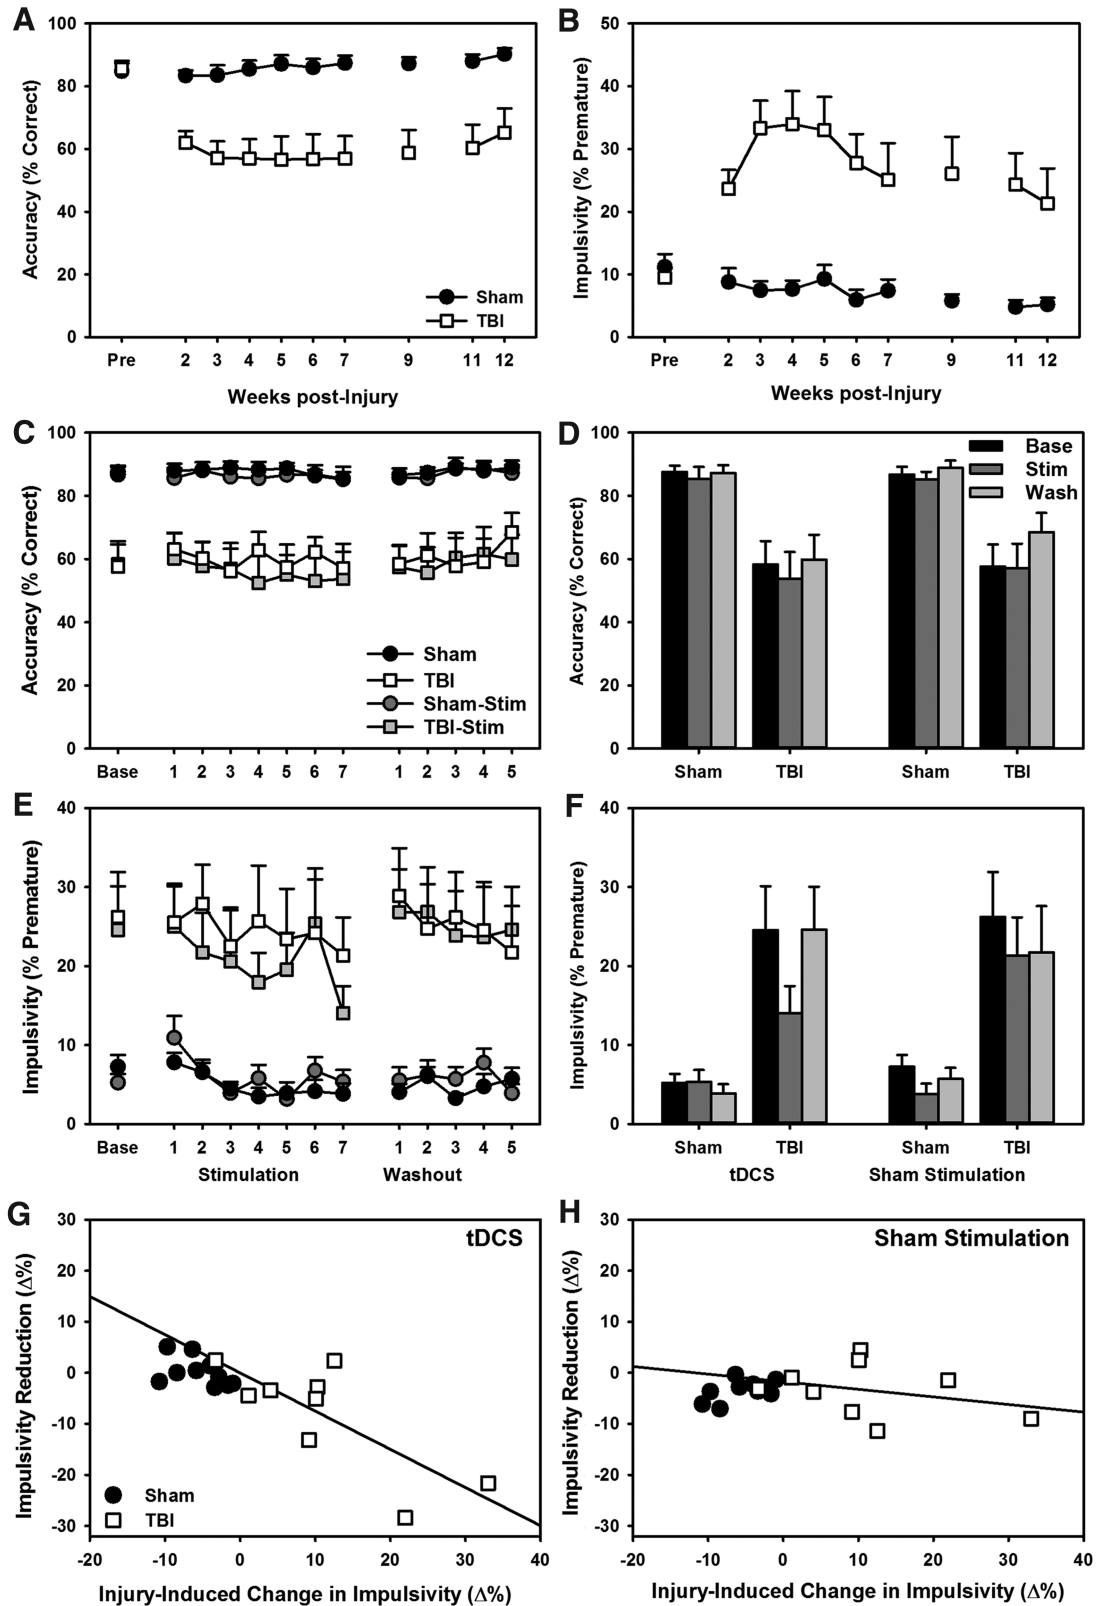 A
100
80
60
40
20
0
Accuracy (% Correct)
Sham
TBI
Pre 2 3 4 5 6 7 9 11 12
Weeks post-Injury
B
50
40
30
20
10
0
Impulsivity (% Premature)
Pre 2 3 4 5 6 7 9 11 12
Weeks post-Injury
C
100
80
60
40
20
0
Accuracy (% Correct)
Sham
TBI
Sham-Stim
TBI-Stim
Base 1 2 3 4 5 6 7 1 2 3 4 5
D
100
80
60
40
20
0
Accuracy (% Correct)
Base
Stim
Wash
Sham TBI Sham TBI
E
40
30
20
10
0
Impulsivity (% Premature)
Base 1 2 3 4 5 6 7 1 2 3 4 5
Stimulation Washout
F
40
30
20
10
0
Impulsivity (% Premature)
Sham TBI Sham TBI
tDCS Sham Stimulation
G
30
20
10
0
-10
-20
-30
Impulsivity Reduction (Δ%)
tDCS
Sham
TBI
-20 -10 0 10 20 30 40
Injury-Induced Change in Impulsivity (Δ%)
H
30
20
10
0
-10
-20
-30
Impulsivity Reduction (Δ%)
Sham Stimulation
-20 -10 0 10 20 30 40
Injury-Induced Change in Impulsivity (Δ%)